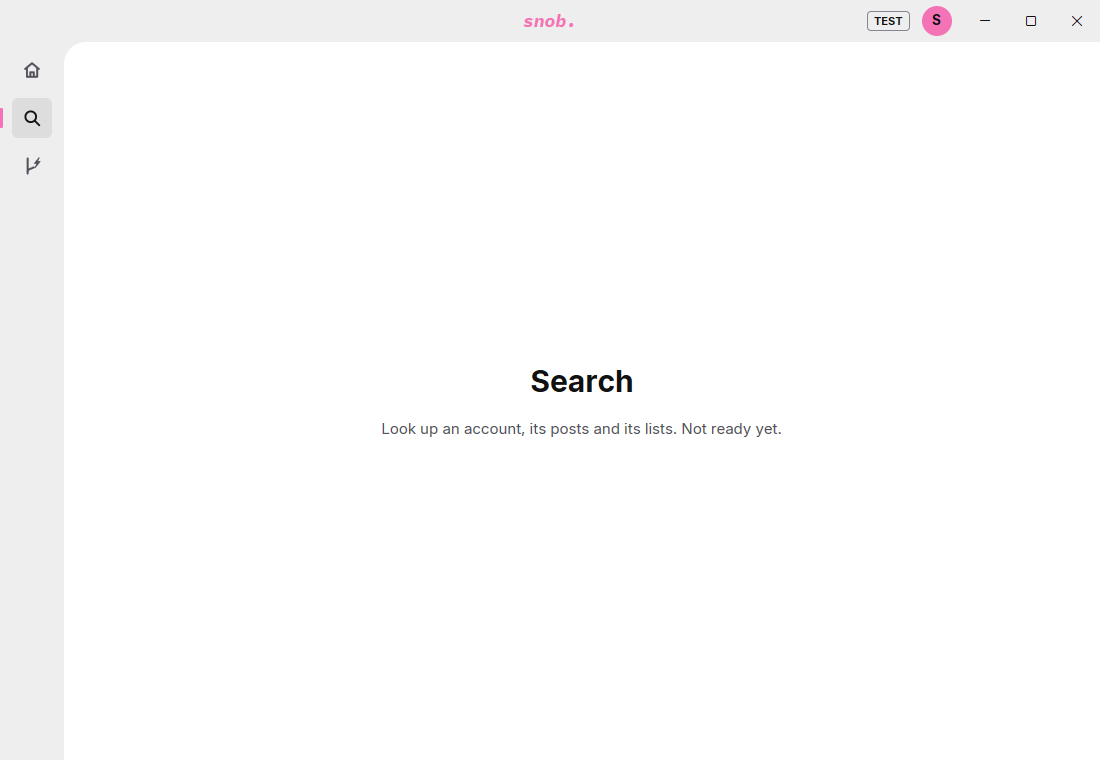 snob.
TEST
S
Search
Look up an account, its posts and its lists. Not ready yet.